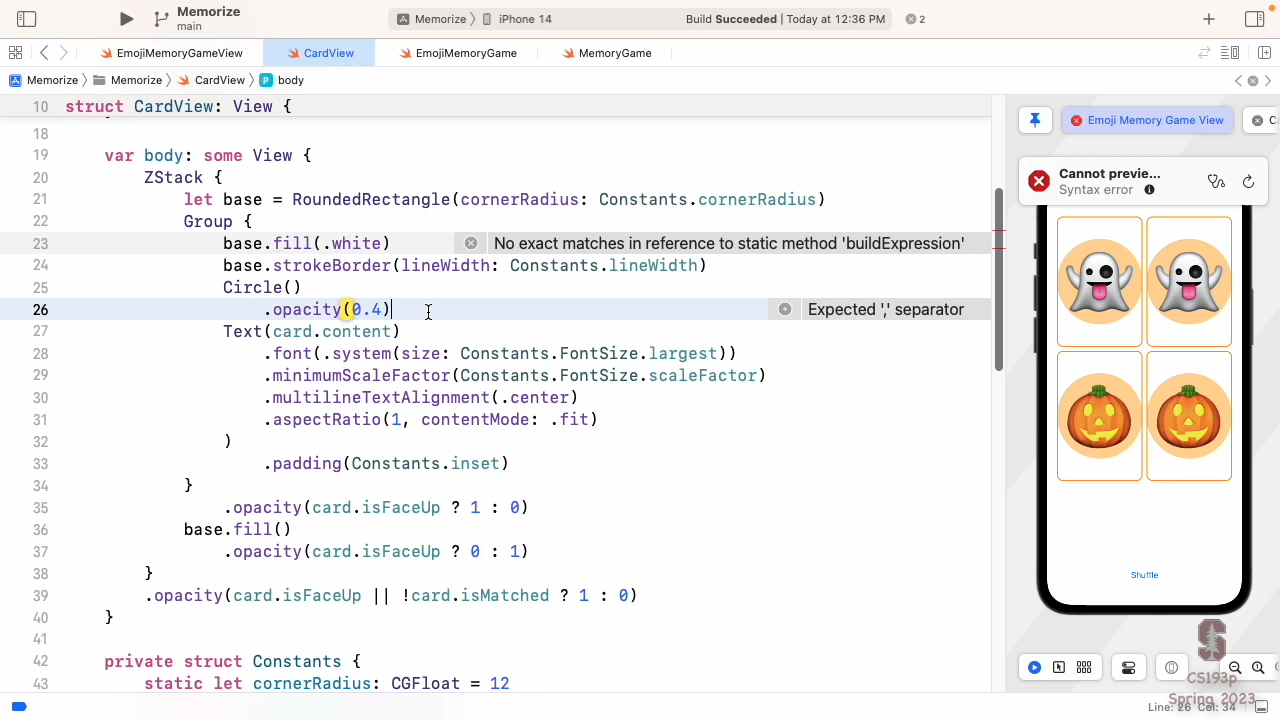 Memorize
main
Memorize
iPhone 14
Build Succeeded | Today at 12:36 PM
2
EmojiMemoryGameView
CardView
EmojiMemoryGame
MemoryGame
Memorize
Memorize
CardView
P
body
10 struct CardView: View {
18
19 var body: some View {
20 ZStack {
21 let base = RoundedRectangle(cornerRadius: Constants.cornerRadius)
22 Group {
23 base.fill(.white)
No exact matches in reference to static method 'buildExpression'
24 base.strokeBorder(lineWidth: Constants.lineWidth)
25 Circle()
26 .opacity(0.4)
Expected ',' separator
27 Text(card.content)
28 .font(.system(size: Constants.FontSize.largest))
29 .minimumScaleFactor(Constants.FontSize.scaleFactor)
30 .multilineTextAlignment(.center)
31 .aspectRatio(1, contentMode: .fit)
32 )
33 .padding(Constants.inset)
34 }
35 .opacity(card.isFaceUp ? 1 : 0)
36 base.fill()
37 .opacity(card.isFaceUp ? 0 : 1)
38 }
39 .opacity(card.isFaceUp || !card.isMatched ? 1 : 0)
40 }
41
42 private struct Constants {
43 static let cornerRadius: CGFloat = 12
Emoji Memory Game View
Cannot previe...
Syntax error
Shuffle
CS193p
Spring 2023
Line: 26 Col: 34